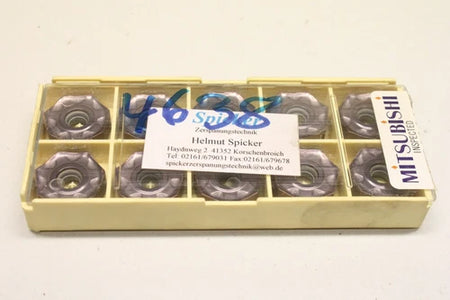 4638
Zerspanungstechnik
Helmut Spicker
Haydnweg 2 41352 Korschenbroich
Tel: 02161/679031 Fax:02161/679678
spickerzerspanungstechnik@web.de
MITSUBISHI
INSPECTED